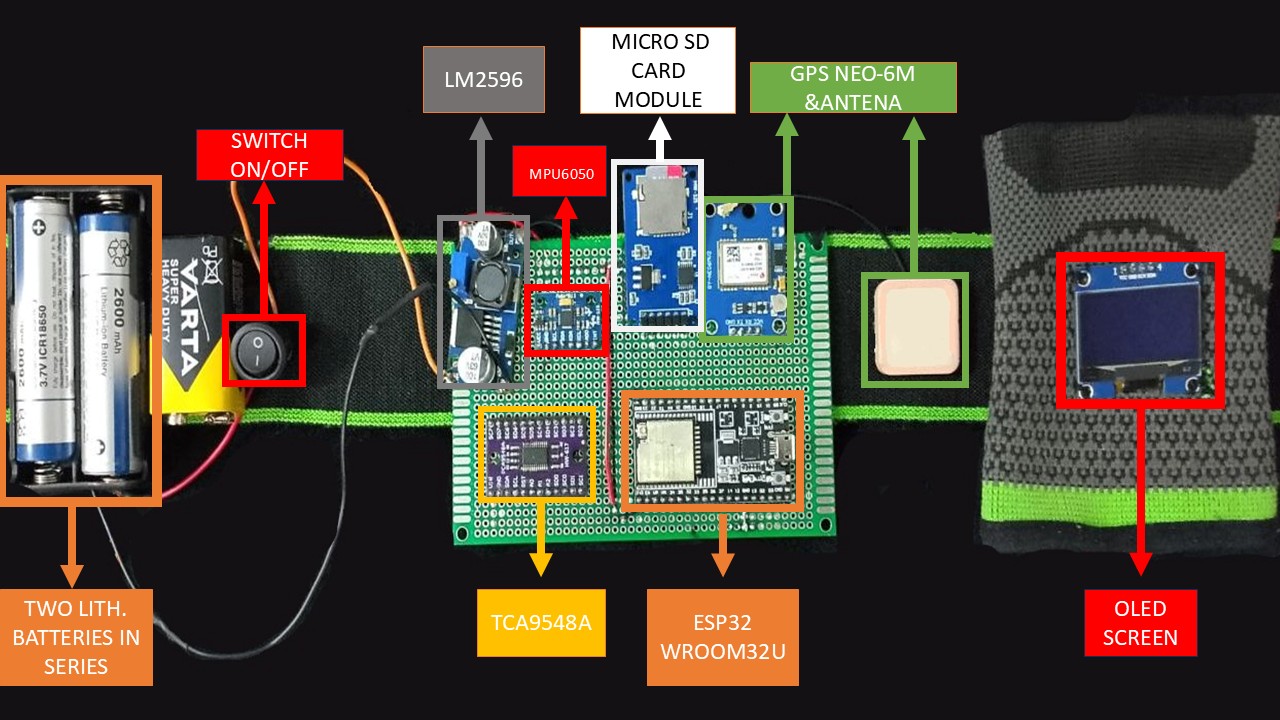 MICRO SD
CARD
MODULE
LM2596
GPS NEO-6M
&ANTENA
SWITCH
ON/OFF
MPU6050
VARTA
SUPER
HEAVY DUTY
3.7V ICR18650
2600 mAh
Lithium-Ion Battery
TWO LITH.
BATTERIES IN
SERIES
TCA9548A
ESP32
WROOM32U
OLED
SCREEN